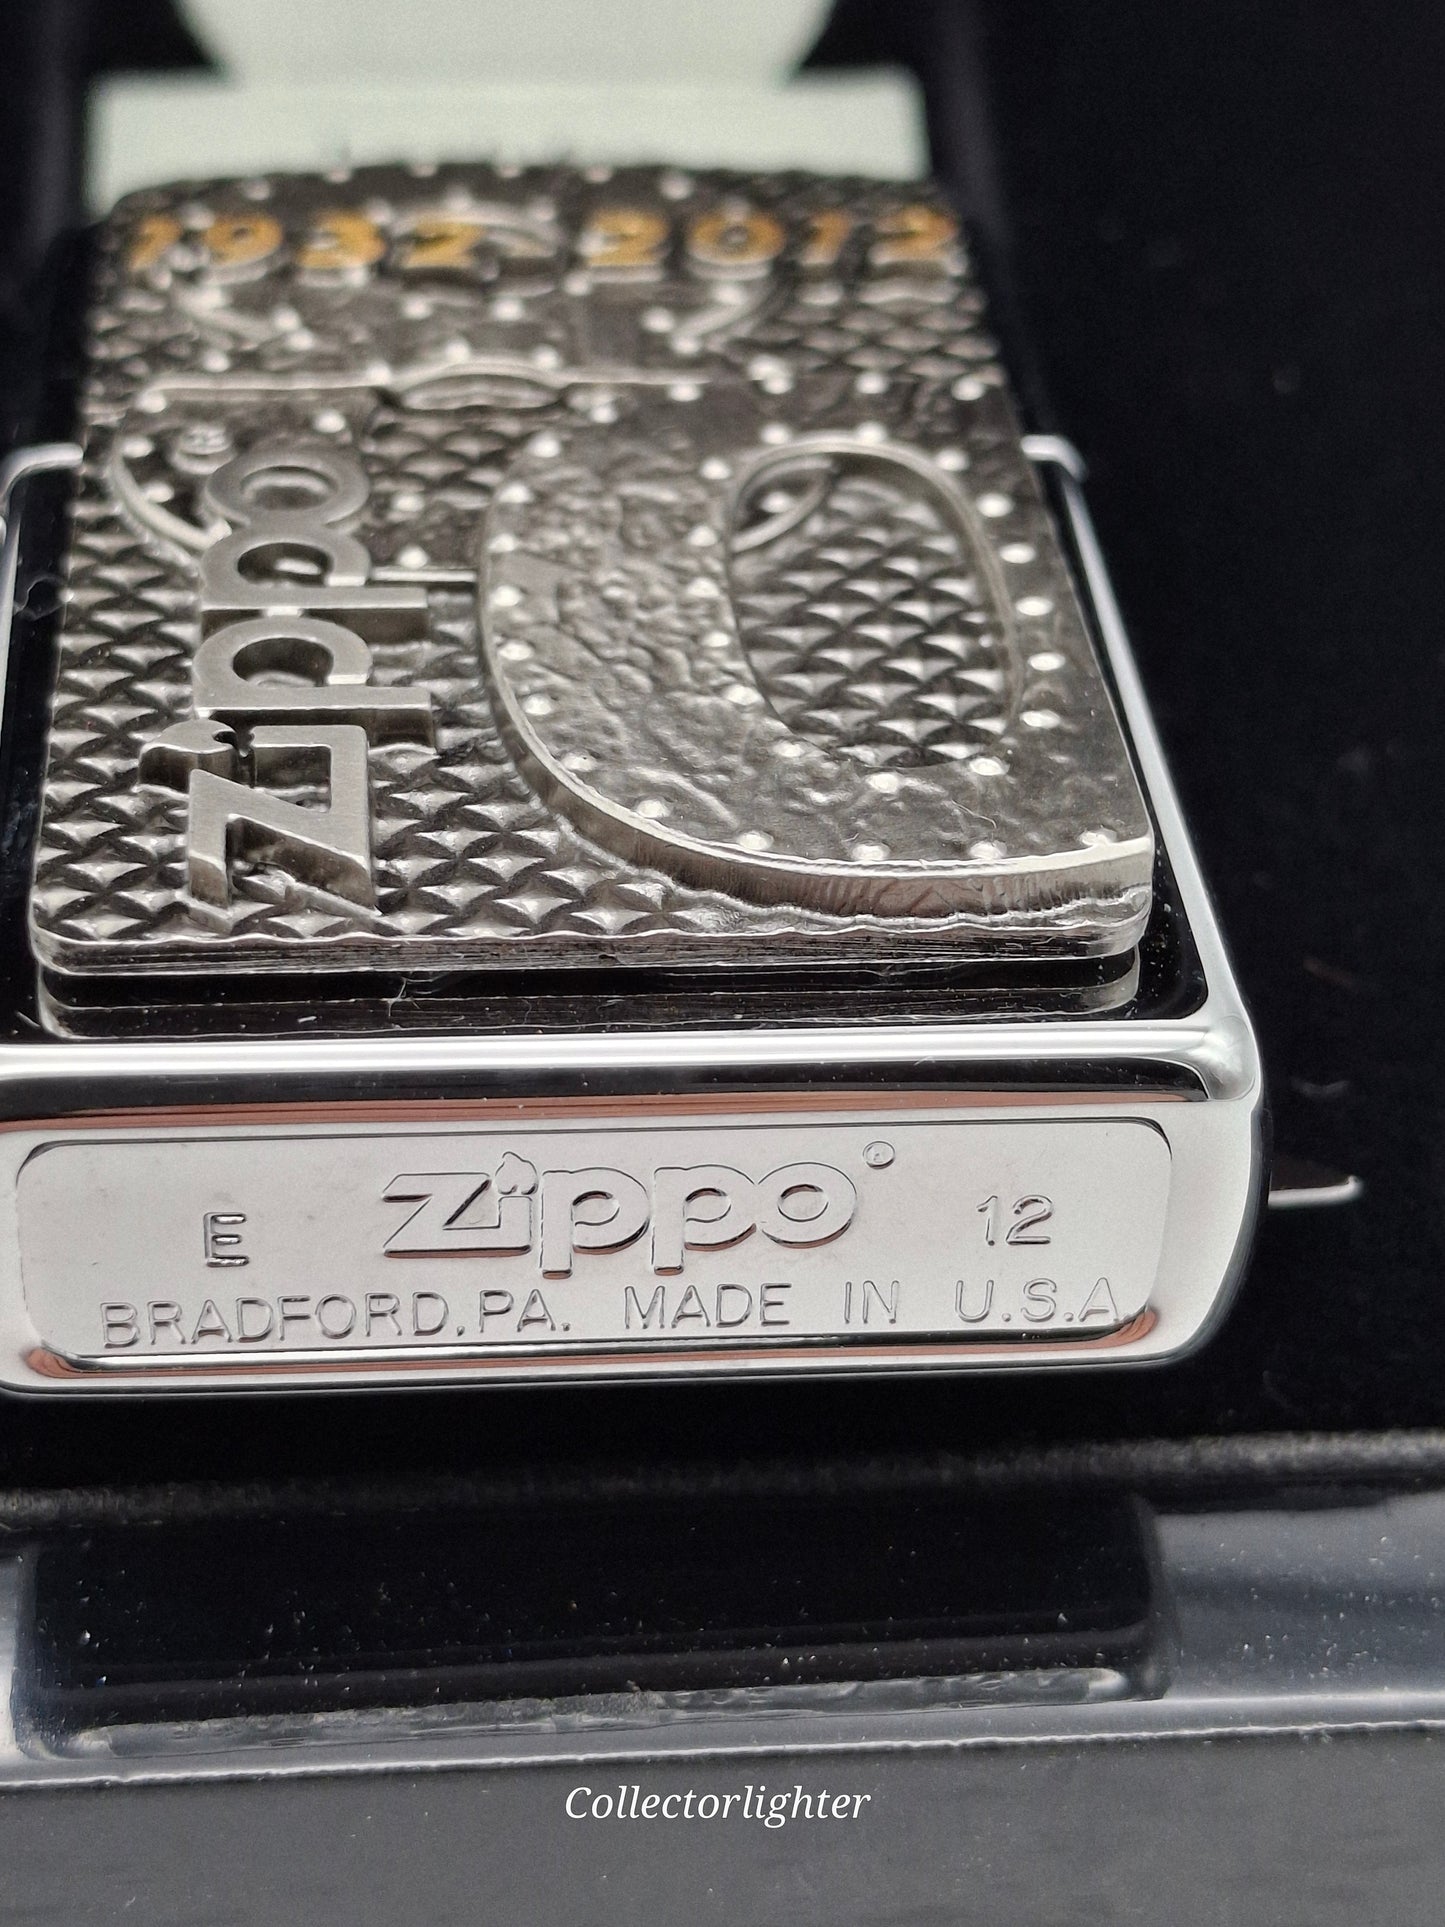 1932 2012
Zippo ®
E Zippo ® 12
BRADFORD, PA. MADE IN U.S.A.
Collectorlighter